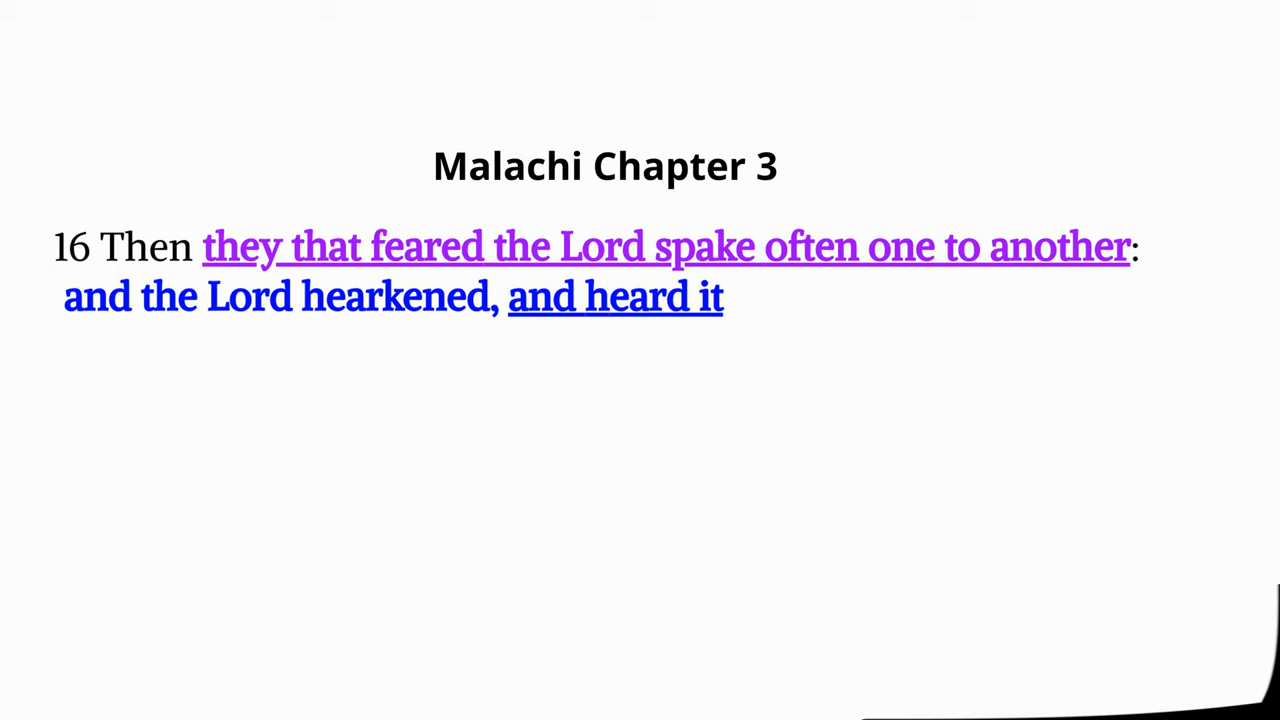 Malachi Chapter 3
16 Then they that feared the Lord spake often one to another:
and the Lord hearkened, and heard it